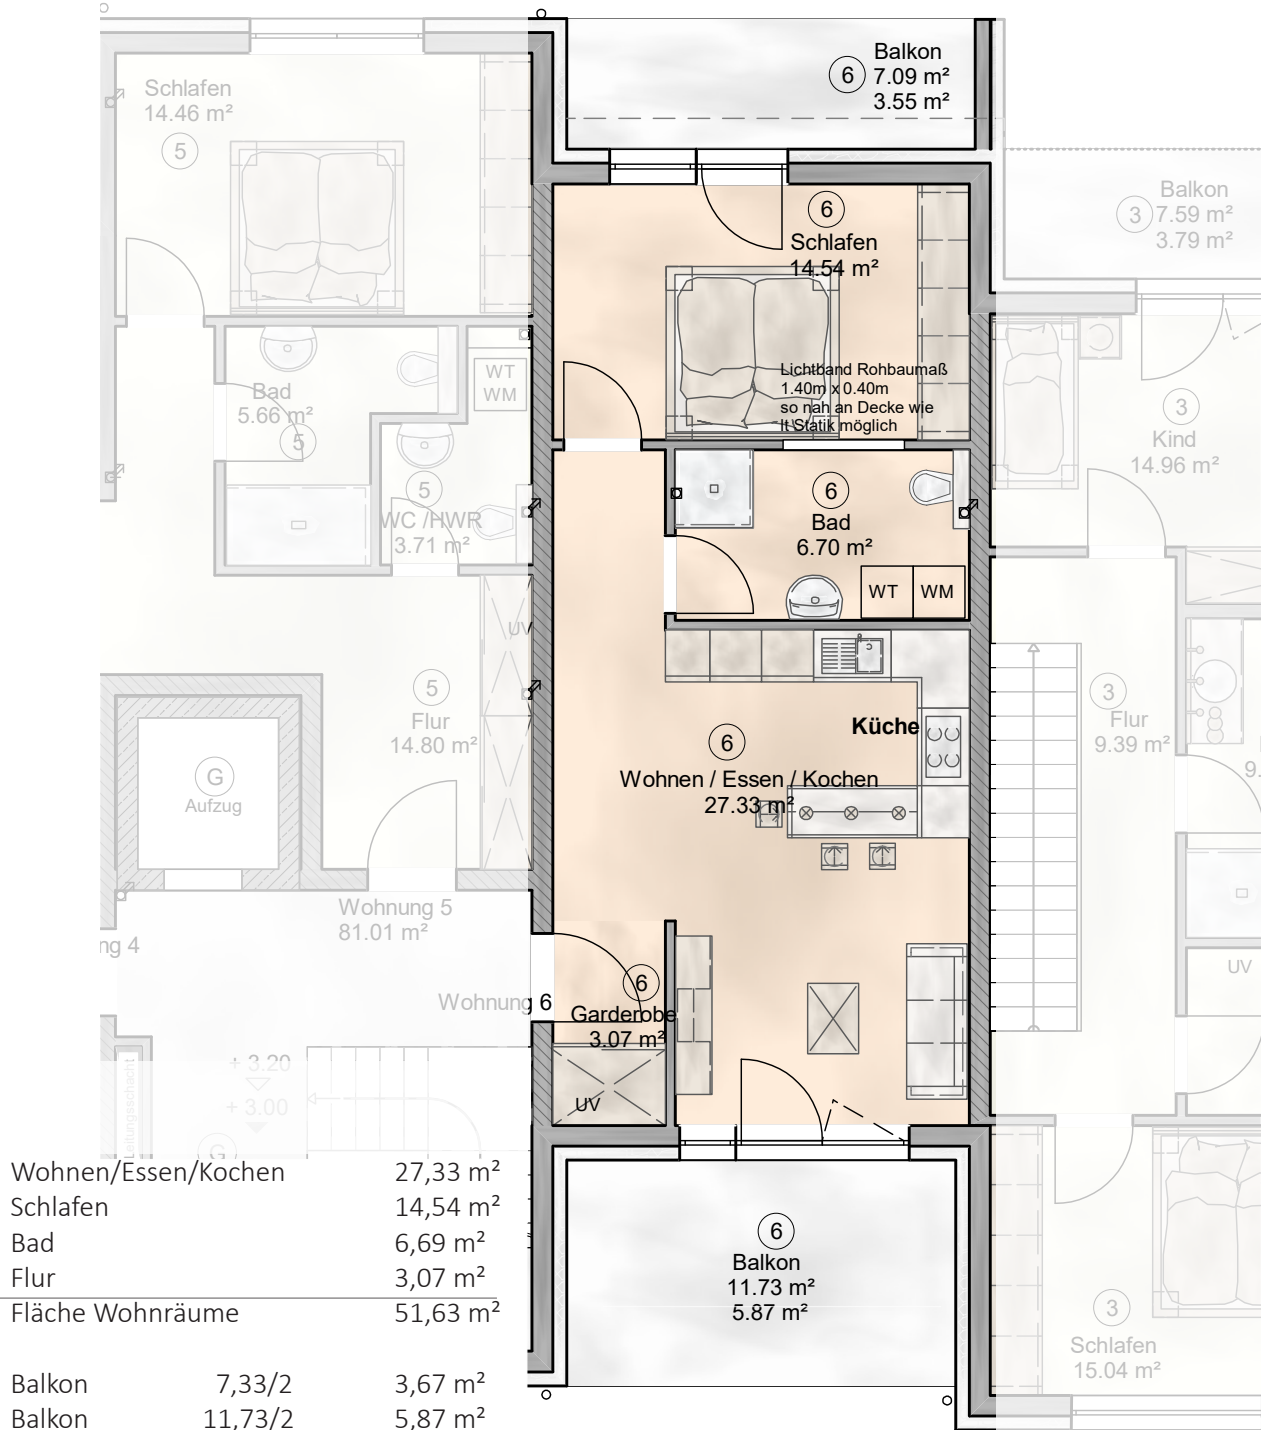 Balkon
6 7.09 m²
3.55 m²
Schlafen
14.46 m²
5
6
Schlafen
14.54 m²
Balkon
3 7.59 m²
3.79 m²
Lichtband Rohbaumaß
1.40m x 0.40m
so nah an Decke wie
lt Statik möglich
WT
WM
Bad
5.66 m²
5
3
Kind
14.96 m²
5
WC /HWR
3.71 m²
6
Bad
6.70 m²
WT WM
UV
5
Flur
14.80 m²
3
Flur
9.39 m²
Küche
6
Wohnen / Essen / Kochen
27.33 m²
G
Aufzug
9.
Wohnung 5
81.01 m²
ng 4
UV
Wohnung 6
6
Garderobe
3.07 m²
UV
+ 3.20
+ 3.00
Leitungsschacht
G
Wohnen/Essen/Kochen 27,33 m²
Schlafen 14,54 m²
Bad 6,69 m²
Flur 3,07 m²
Fläche Wohnräume 51,63 m²
Balkon 7,33/2 3,67 m²
Balkon 11,73/2 5,87 m²
6
Balkon
11.73 m²
5.87 m²
3
Schlafen
15.04 m²